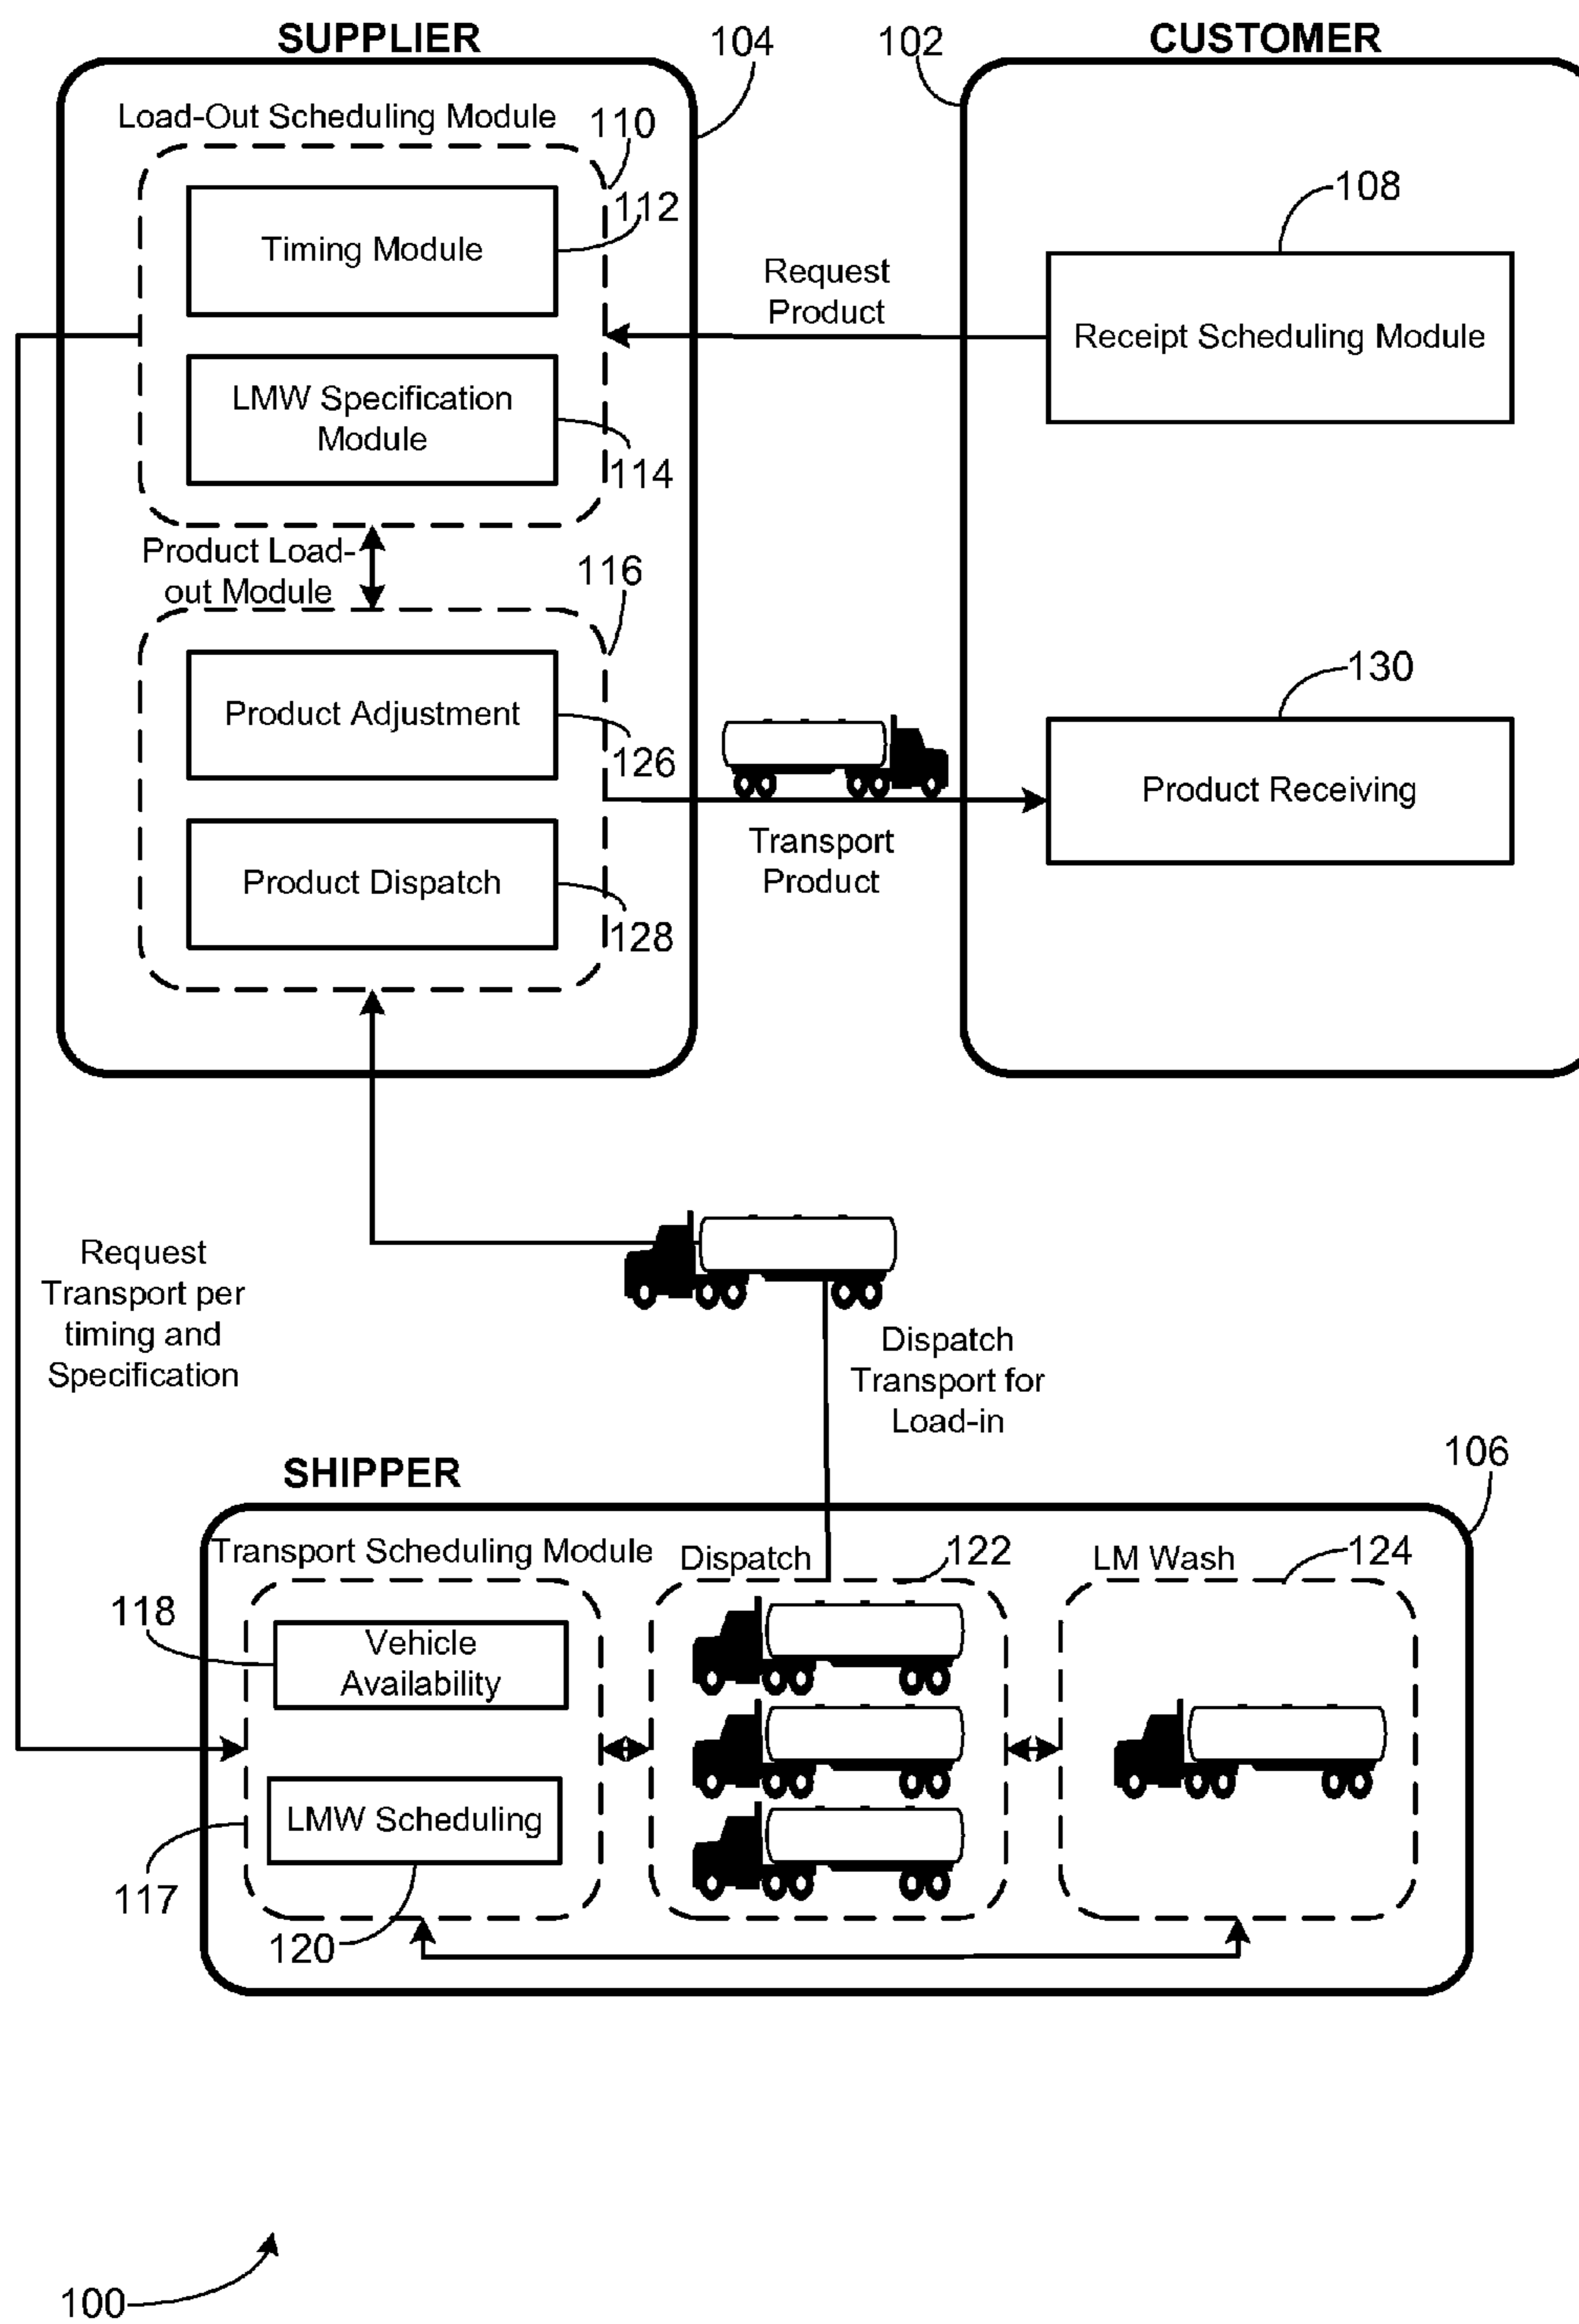 SUPPLIER
104
102
CUSTOMER
Load-Out Scheduling Module
110
112
Timing Module
108
Request
Product
Receipt Scheduling Module
LMW Specification
Module
114
Product Load-
out Module
116
130
Product Adjustment
126
Product Receiving
Transport
Product
Product Dispatch
128
Request
Transport per
timing and
Specification
Dispatch
Transport for
Load-in
SHIPPER
106
Transport Scheduling Module
Dispatch
122
LM Wash
124
118
Vehicle
Availability
LMW Scheduling
117
120
100